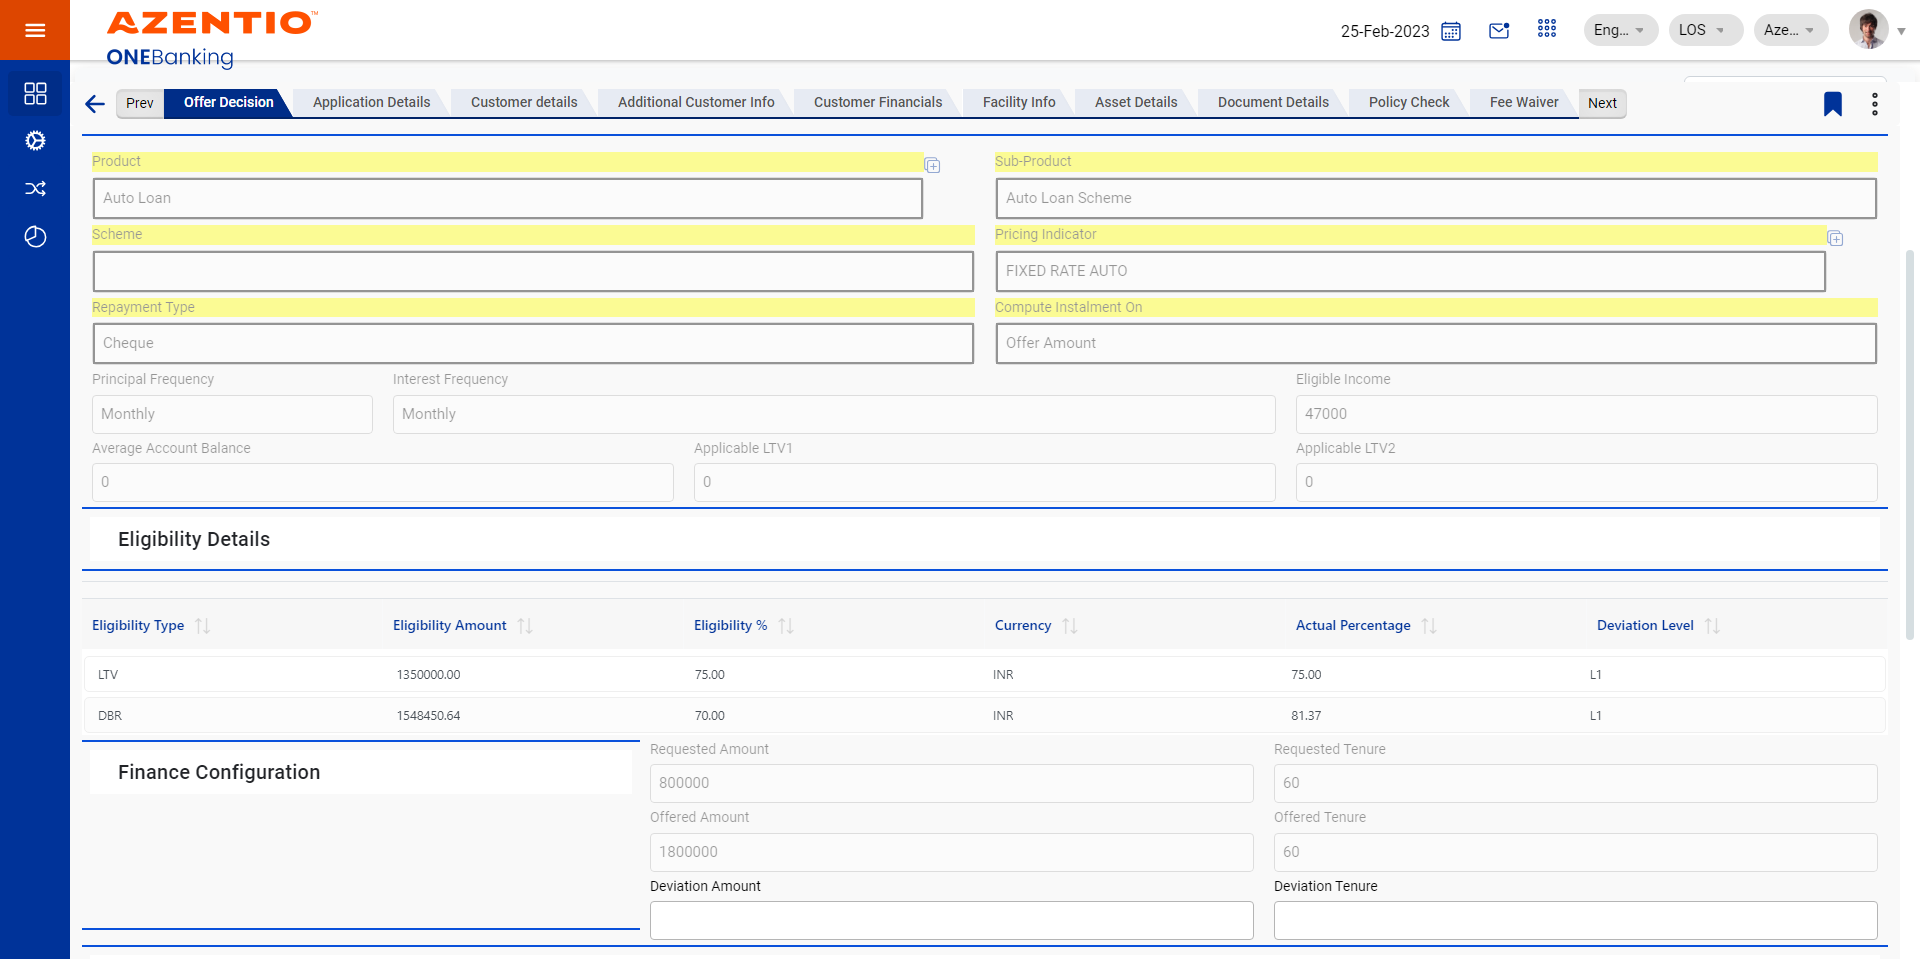 AZENTIO™
ONEBanking
25-Feb-2023
Eng...
LOS
Aze...
Prev
Offer Decision
Application Details
Customer details
Additional Customer Info
Customer Financials
Facility Info
Asset Details
Document Details
Policy Check
Fee Waiver
Next
Product
Sub-Product
Auto Loan
Auto Loan Scheme
Scheme
Pricing Indicator
FIXED RATE AUTO
Repayment Type
Compute Instalment On
Cheque
Offer Amount
Principal Frequency
Interest Frequency
Eligible Income
Monthly
Monthly
47000
Average Account Balance
Applicable LTV1
Applicable LTV2
0
0
0
Eligibility Details
Eligibility Type
Eligibility Amount
Eligibility %
Currency
Actual Percentage
Deviation Level
LTV
1350000.00
75.00
INR
75.00
L1
DBR
1548450.64
70.00
INR
81.37
L1
Finance Configuration
Requested Amount
Requested Tenure
800000
60
Offered Amount
Offered Tenure
1800000
60
Deviation Amount
Deviation Tenure